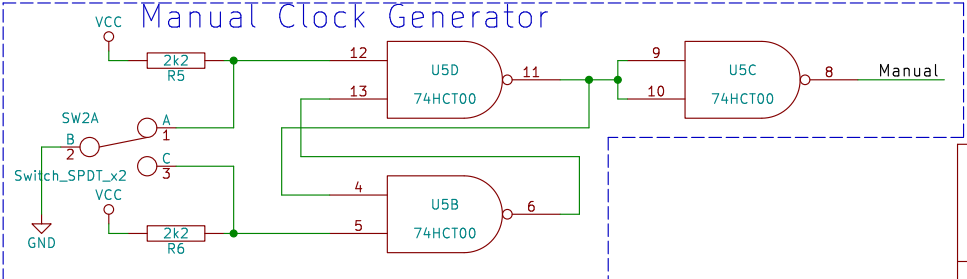 Manual Clock Generator
VCC
2k2
R5
12
13
U5D
74HCT00
11
9
10
U5C
74HCT00
8
Manual
SW2A
B
2
A
1
C
3
Switch_SPDT_x2
VCC
2k2
R6
GND
4
5
U5B
74HCT00
6